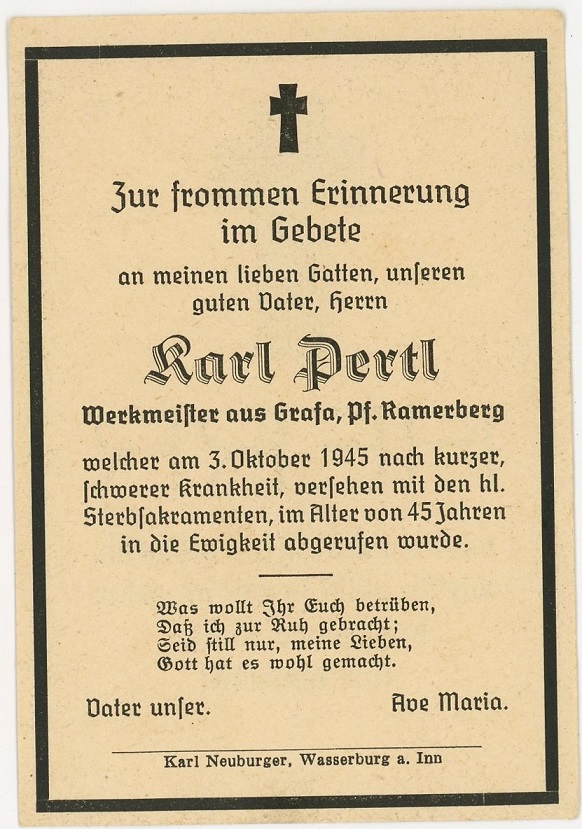 Zur frommen Erinnerung
im Gebete
an meinen lieben Gatten, unseren
guten Vater, Herrn
Karl Pertl
Werkmeister aus Grafa, Pf. Ramerberg
welcher am 3. Oktober 1945 nach kurzer,
schwerer Krankheit, versehen mit den hl.
Sterbsakramenten, im Alter von 45 Jahren
in die Ewigkeit abgerufen wurde.
Was wollt Ihr Euch betrüben,
Daß ich zur Ruh gebracht;
Seid still nur, meine Lieben,
Gott hat es wohl gemacht.
Vater unser. Ave Maria.
Karl Neuburger, Wasserburg a. Inn